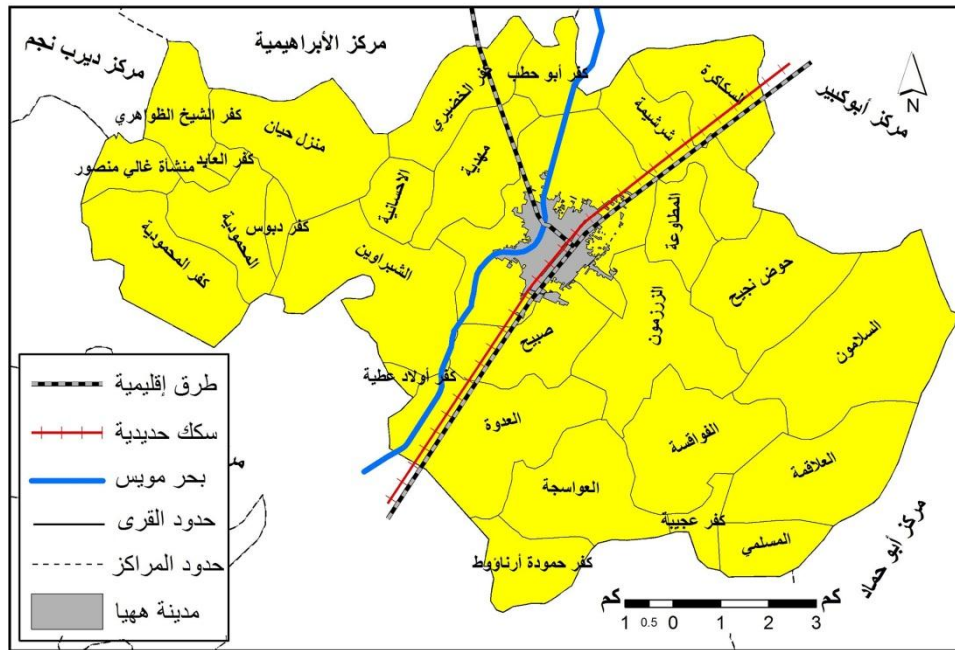 مركز الأبراهيمية
مركز ديرب نجم
مركز أبوكبير
السكاكرة
كفر أبو حطب
كفر الخضيري
شرشيمة
كفر الشيخ الظواهري
منزل حيان
مهدية
كفر العايد
منشأة غالي منصور
الاحسانية
المطاوعة
كفر دبوس
المحمودية
كفر المحمودية
الشبراوين
حوض نجيح
الزرزمون
السلامون
صبيح
كفر أولاد عطية
العدوة
الفواقسة
العلاقمة
العواسجة
كفر عجيبة
المسلمي
كفر حمودة أرناؤوط
مركز أبو حماد
N
طرق إقليمية
سكك حديدية
بحر مويس
حدود القرى
حدود المراكز
مدينة ههيا
كم كم
1 0.5 0 1 2 3